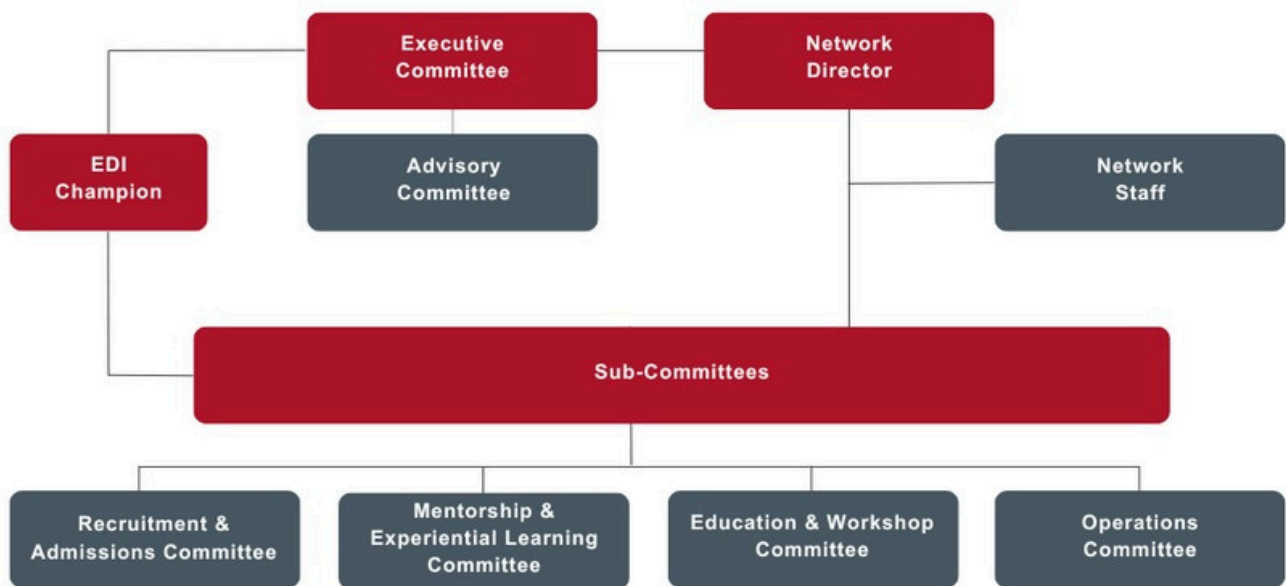 Executive
Committee
Network
Director
EDI
Champion
Advisory
Committee
Network
Staff
Sub-Committees
Recruitment &
Admissions Committee
Mentorship &
Experiential Learning
Committee
Education & Workshop
Committee
Operations
Committee